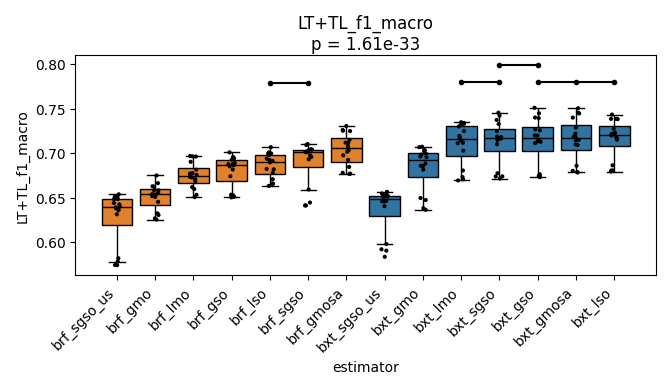 LT+TL_f1_macro
p = 1.61e-33
LT+TL_f1_macro
0.80
0.75
0.70
0.65
0.60
brf_sgso_us
brf_gmo
brf_lmo
brf_gso
brf_lso
brf_sgso
brf_gmosa
bxt_sgso_us
bxt_gmo
bxt_lmo
bxt_sgso
bxt_gso
bxt_gmosa
bxt_lso
estimator